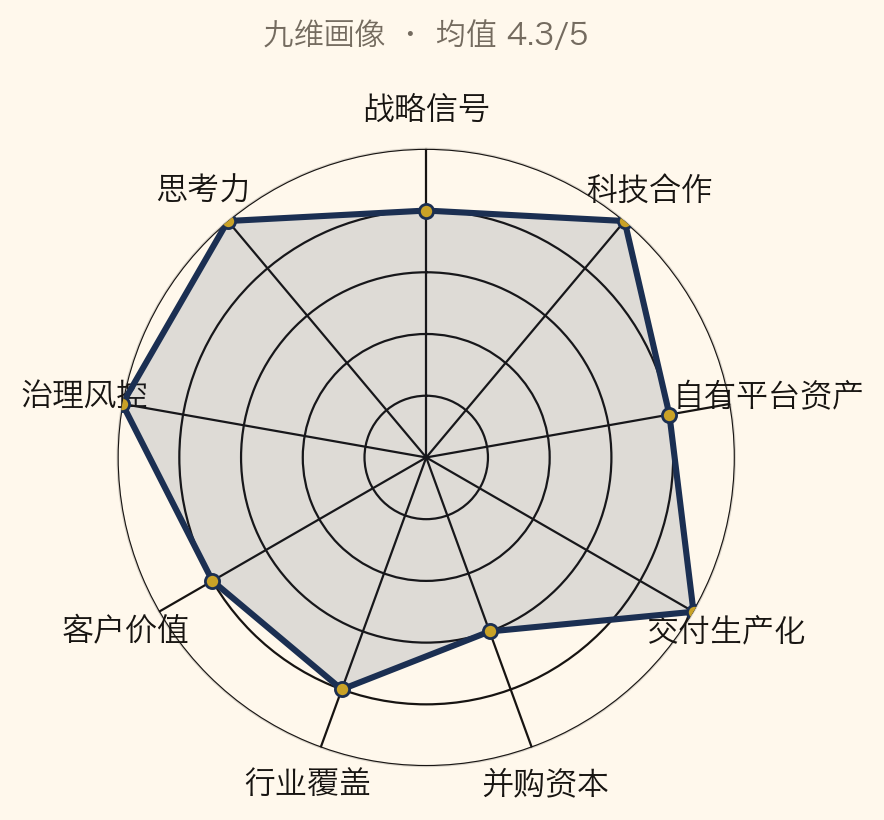 九维画像 · 均值 4.3/5
战略信号
思考力
科技合作
治理风控
自有平台资产
客户价值
交付生产化
行业覆盖
并购资本